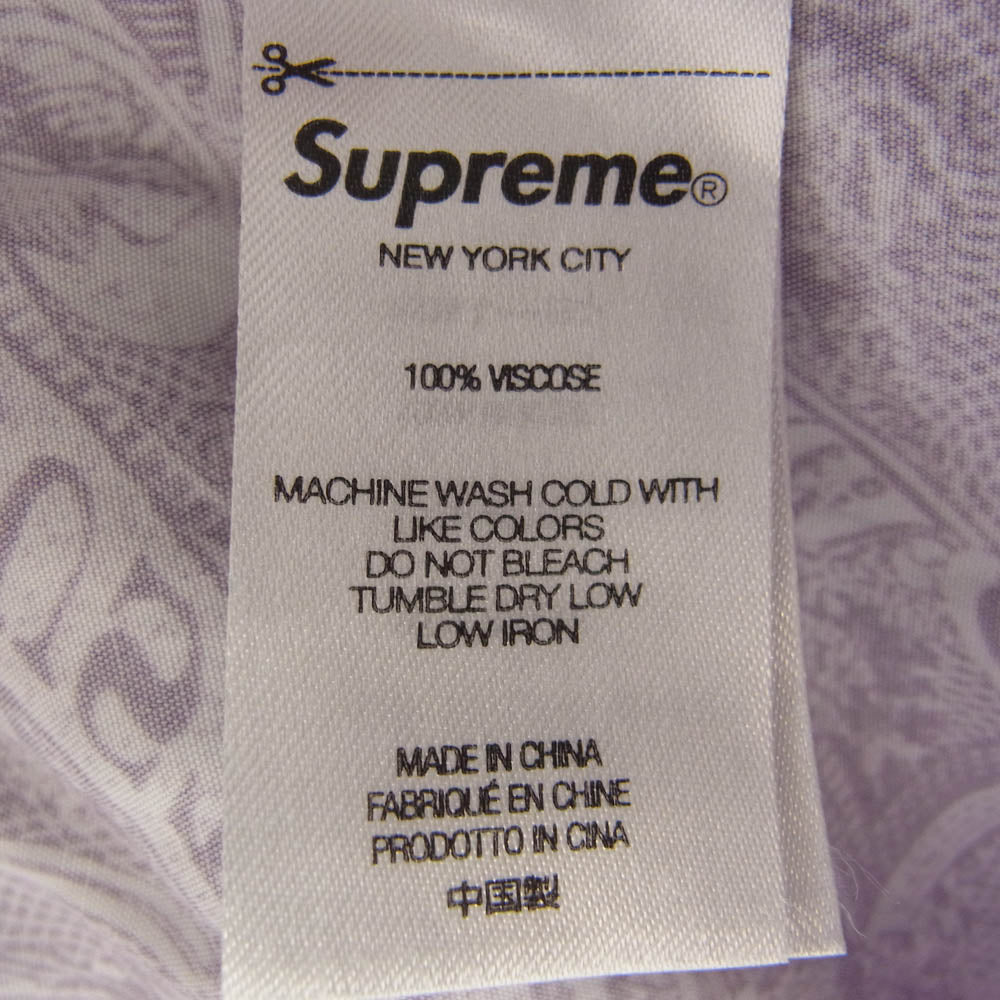 Supreme®
NEW YORK CITY
100% VISCOSE
MACHINE WASH COLD WITH
LIKE COLORS
DO NOT BLEACH
TUMBLE DRY LOW
LOW IRON
MADE IN CHINA
FABRIQUÉ EN CHINE
PRODOTTO IN CINA
中国製